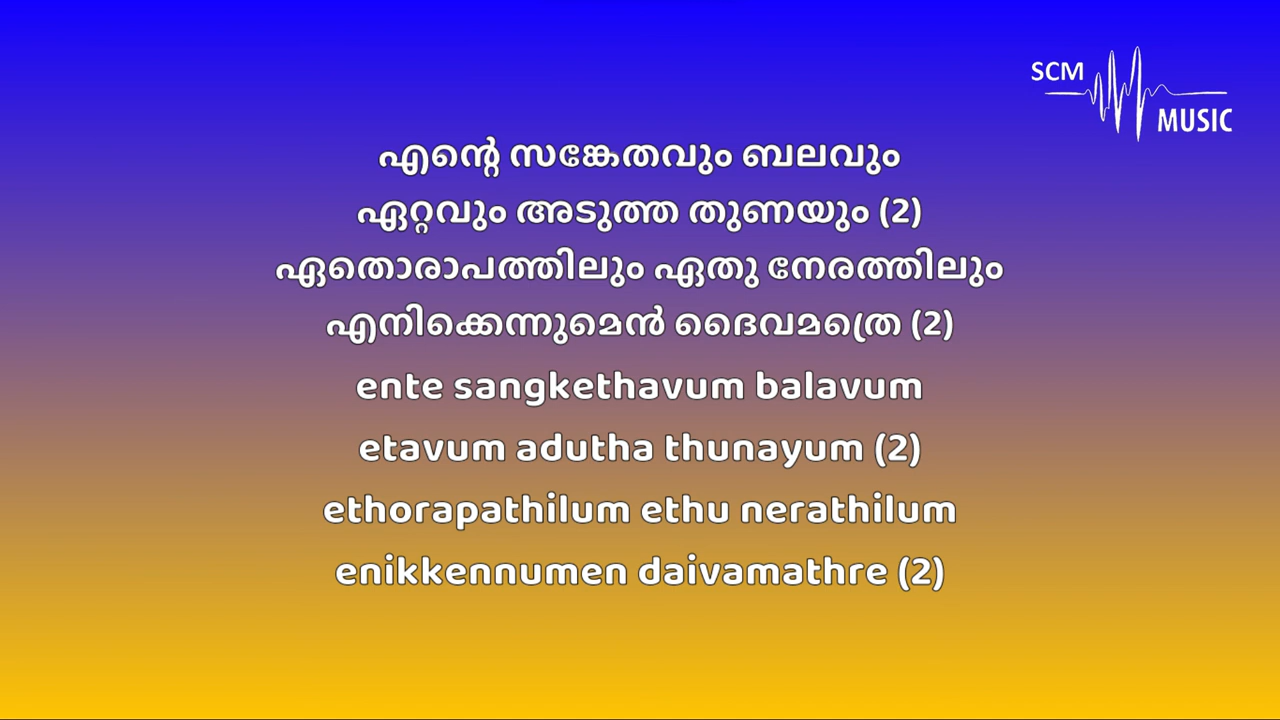 SCM
MUSIC
എന്റെ സങ്കേതവും ബലവും
ഏറ്റവും അടുത്ത തുണയും (2)
ഏതൊരാപത്തിലും ഏതു നേരത്തിലും
എനിക്കെന്നുമെൻ ദൈവമത്രെ (2)
ente sangkethavum balavum
etavum adutha thunayum (2)
ethorapathilum ethu nerathilum
enikkennumen daivamathre (2)